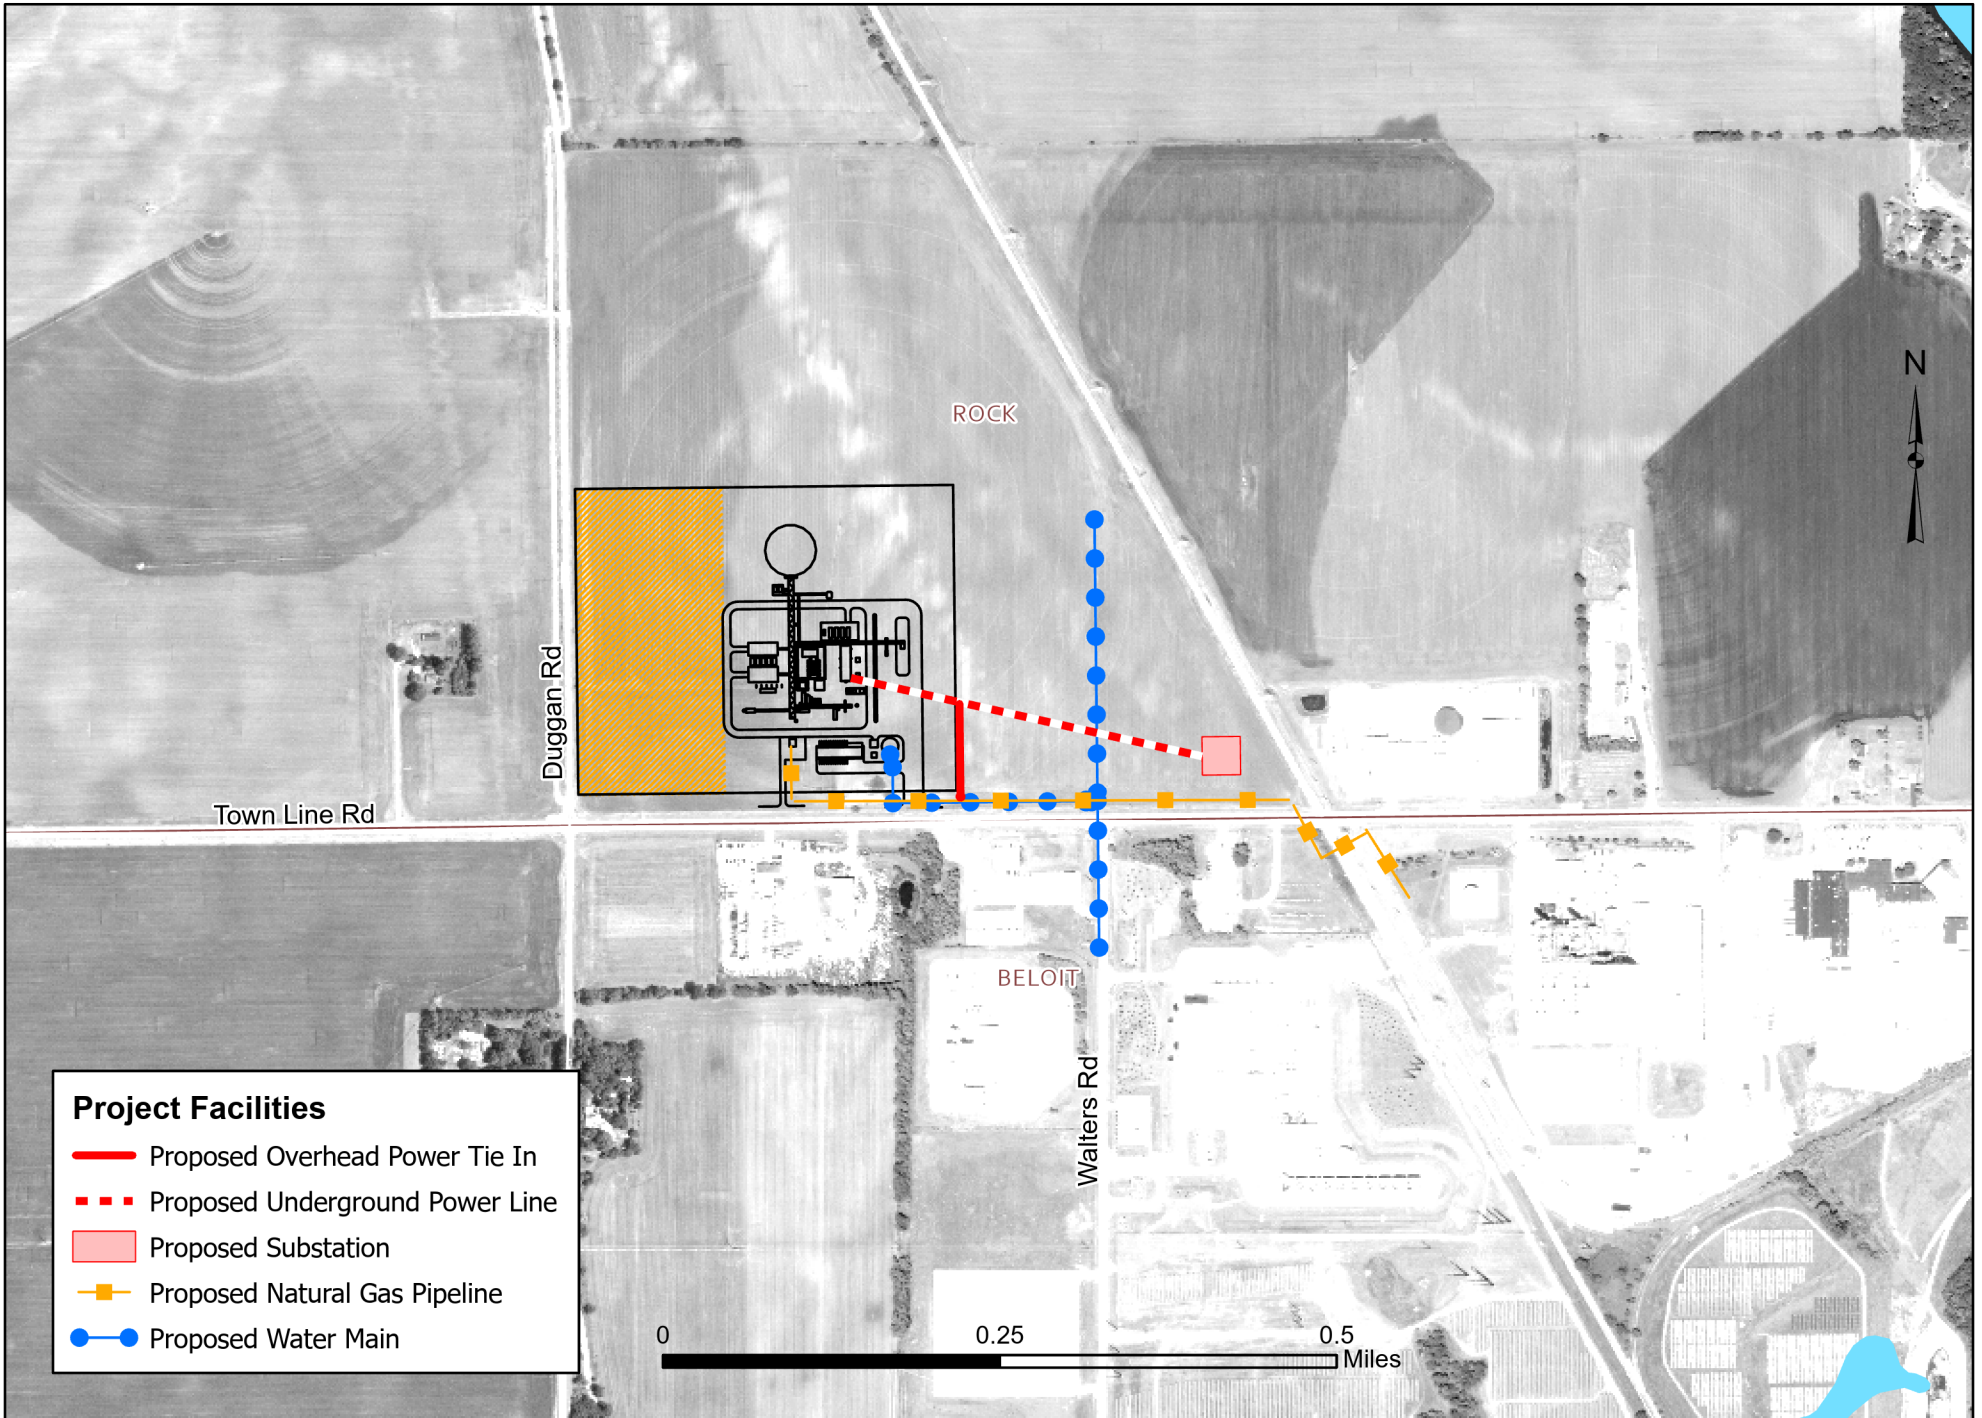 N
ROCK
Duggan Rd
Town Line Rd
BELOIT
Walters Rd
Project Facilities
Proposed Overhead Power Tie In
Proposed Underground Power Line
Proposed Substation
Proposed Natural Gas Pipeline
Proposed Water Main
0 0.25 0.5
Miles